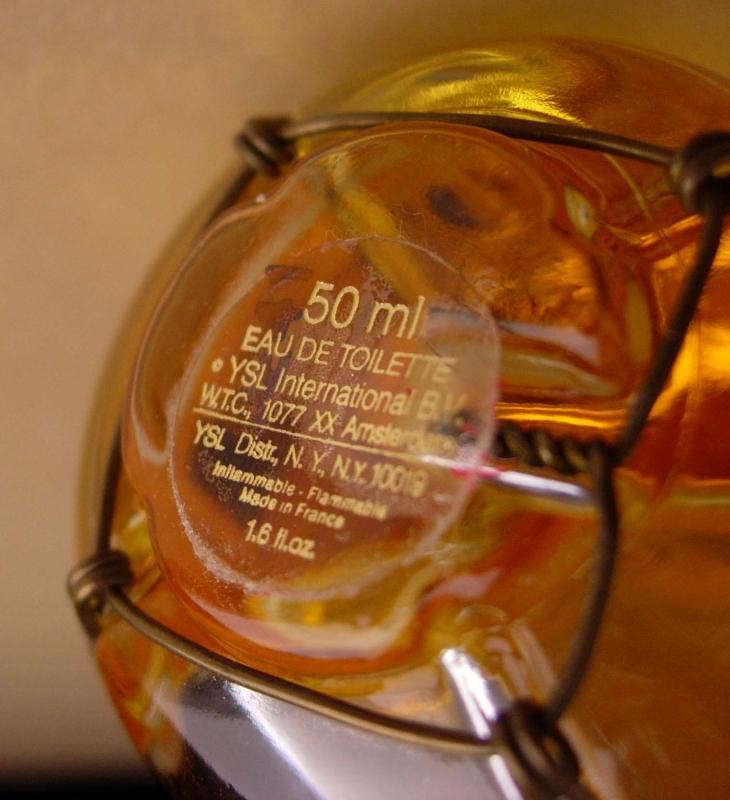 50 ml
EAU DE TOILETTE
© YSL International B.V.
W.T.C., 1077 XX Amsterdam
YSL Distr., N.Y., N.Y. 10019
Inflammable - Flammable
Made in France
1.6 fl.oz.